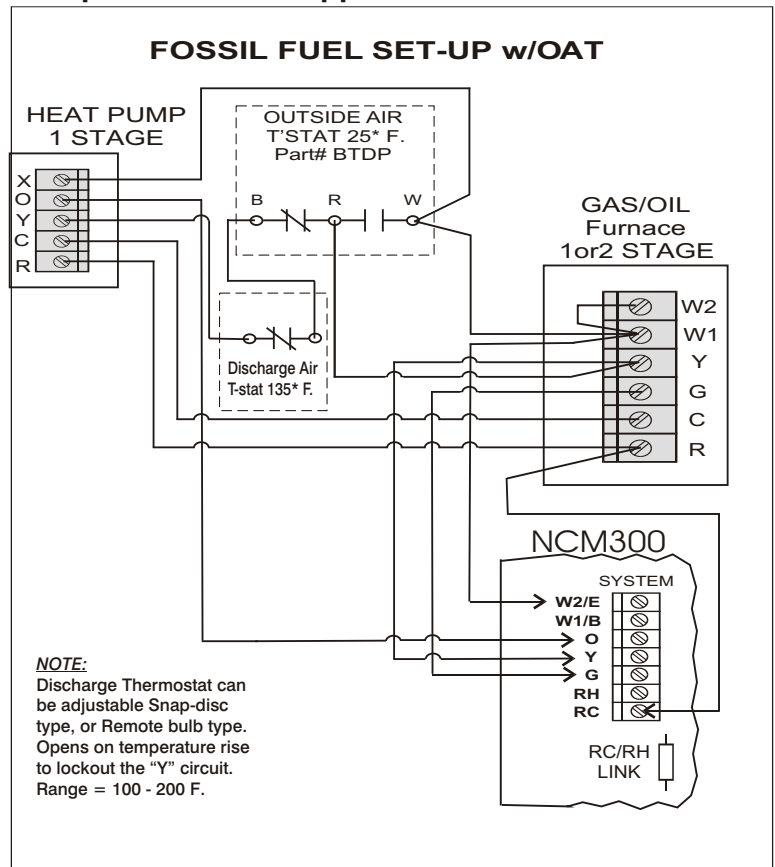 FOSSIL FUEL SET-UP w/OAT
HEAT PUMP
1 STAGE
X
O
Y
C
R
OUTSIDE AIR
T'STAT 25* F.
Part# BTDP
B R W
Discharge Air
T-stat 135* F.
GAS/OIL
Furnace
1or2 STAGE
W2
W1
Y
G
C
R
NCM300
SYSTEM
W2/E
W1/B
O
Y
G
RH
RC
RC/RH
LINK
NOTE:
Discharge Thermostat can
be adjustable Snap-disc
type, or Remote bulb type.
Opens on temperature rise
to lockout the “Y” circuit.
Range = 100 - 200 F.